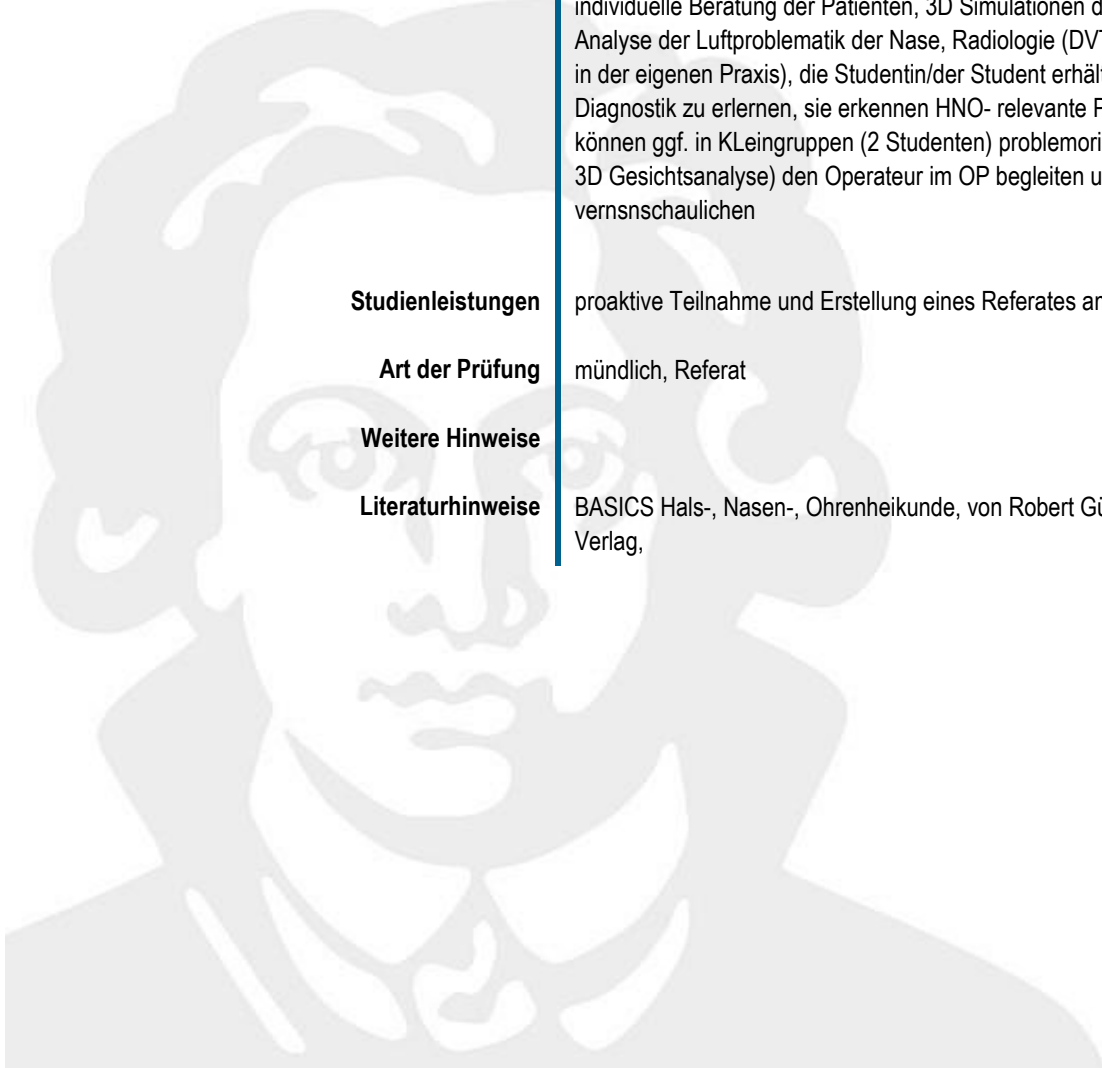 individuelle Beratung der Patienten, 3D Simulationen
Analyse der Luftproblematik der Nase, Radiologie (DVT
in der eigenen Praxis), die Studentin/der Student erhäl
Diagnostik zu erlernen, sie erkennen HNO- relevante
können ggf. in KLeingruppen (2 Studenten) problemori
3D Gesichtsanalyse) den Operateur im OP begleiten
vernsnschaulichen
Studienleistungen proaktive Teilnahme und Erstellung eines Referates
Art der Prüfung mündlich, Referat
Weitere Hinweise
Literaturhinweise BASICS Hals-, Nasen-, Ohrenheikunde, von Robert
Verlag,